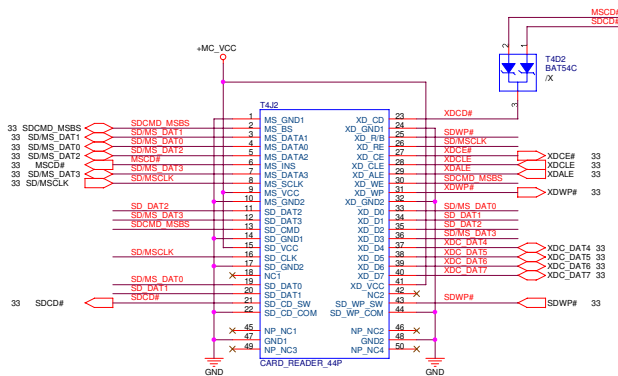 MSCD#
SDCD#
2 1
T4D2
BAT54C
/X
3
+MC_VCC
T4J2
XDCD#
1 MS_GND1 XD_CD 23
33 SDCMD_MSBS SDCMD_MSBS 2 MS_BS XD_GND1 24
33 SD/MS_DAT1 SD/MS_DAT1 3 MS_DATA1 XD_R/B 25 SDWP#
33 SD/MS_DAT0 SD/MS_DAT0 4 MS_DATA0 XD_RE 26 SD/MSCLK
33 SD/MS_DAT2 SD/MS_DAT2 5 MS_DATA2 XD_CE 27 XDCE# XDCE# 33
33 MSCD# MSCD# 6 MS_INS XD_CLE 28 XDCLE XDCLE 33
33 SD/MS_DAT3 SD/MS_DAT3 7 MS_DATA3 XD_ALE 29 XDALE XDALE 33
33 SD/MSCLK SD/MSCLK 8 MS_SCLK XD_WE 30 SDCMD_MSBS
9 MS_VCC XD_WP 31 XDWP# XDWP# 33
10 MS_GND2 XD_GND2 32
SD_DAT2 11 SD_DAT2 XD_D0 33 SD/MS_DAT0
SD/MS_DAT3 12 SD_DAT3 XD_D1 34 SD_DAT1
SDCMD_MSBS 13 SD_CMD XD_D2 35 SD_DAT2
14 SD_GND1 XD_D3 36 SD/MS_DAT3
15 SD_VCC XD_D4 37 XDC_DAT4 XDC_DAT4 33
SD/MSCLK 16 SD_CLK XD_D5 38 XDC_DAT5 XDC_DAT5 33
17 SD_GND2 XD_D6 39 XDC_DAT6 XDC_DAT6 33
18 NC1 XD_D7 40 XDC_DAT7 XDC_DAT7 33
SD/MS_DAT0 19 SD_DAT0 XD_VCC 41
SD_DAT1 20 SD_DAT1 NC2 42
33 SDCD# SDCD# 21 SD_CD_SW SD_WP_SW 43 SDWP# SDWP# 33
22 SD_CD_COM SD_WP_COM 44
45 NP_NC1 NP_NC2 46
47 GND1 GND2 48
49 NP_NC3 NP_NC4 50
CARD_READER_44P
GND GND